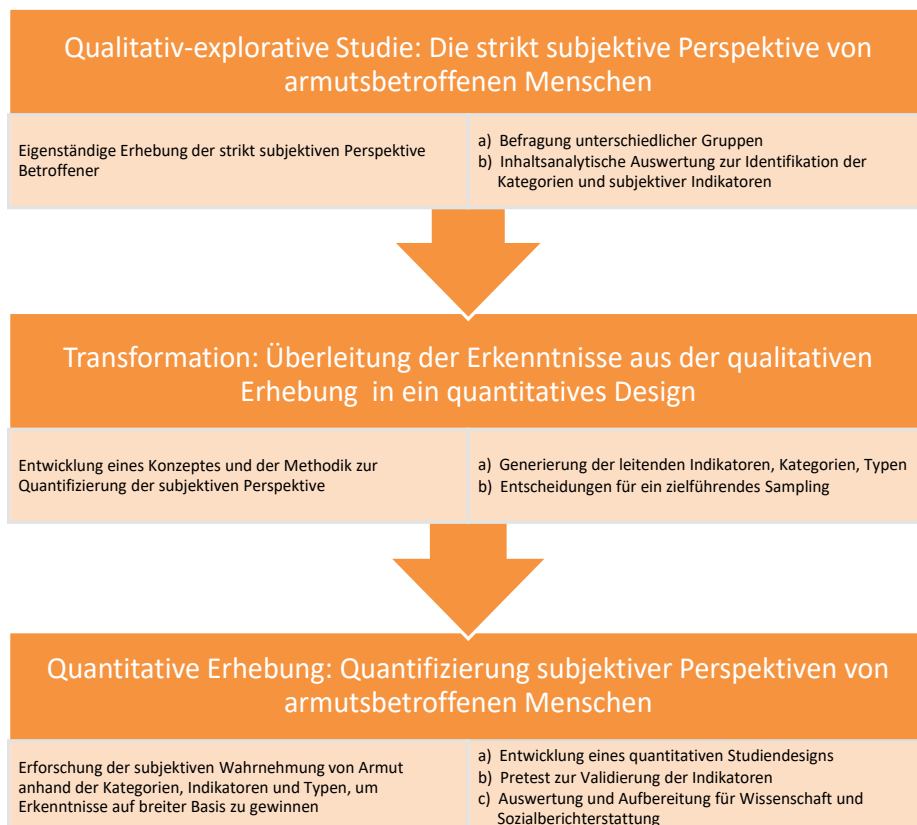 Qualitativ-explorative Studie: Die strikt subjektive Perspektive von
armutsbetroffenen Menschen
Eigenständige Erhebung der strikt subjektiven Perspektive
Betroffener
a) Befragung unterschiedlicher Gruppen
b) Inhaltsanalytische Auswertung zur Identifikation der
Kategorien und subjektiver Indikatoren
Transformation: Überleitung der Erkenntnisse aus der qualitativen
Erhebung in ein quantitatives Design
Entwicklung eines Konzeptes und der Methodik zur
Quantifizierung der subjektiven Perspektive
a) Generierung der leitenden Indikatoren, Kategorien, Typen
b) Entscheidungen für ein zielführendes Sampling
Quantitative Erhebung: Quantifizierung subjektiver Perspektiven von
armutsbetroffenen Menschen
Erforschung der subjektiven Wahrnehmung von Armut
anhand der Kategorien, Indikatoren und Typen, um
Erkenntnisse auf breiter Basis zu gewinnen
a) Entwicklung eines quantitativen Studiendesigns
b) Pretest zur Validierung der Indikatoren
c) Auswertung und Aufbereitung für Wissenschaft und
Sozialberichterstattung